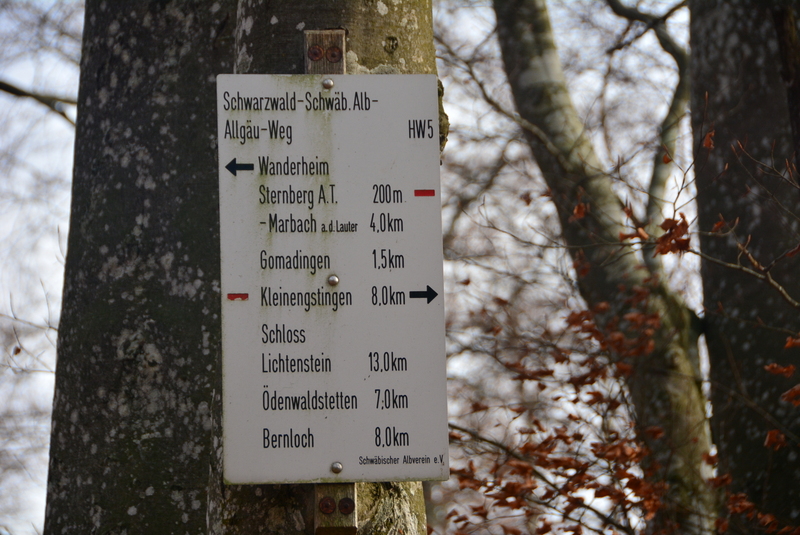 Schwarzwald-Schwäb. Alb-
Allgäu-Weg HW5
Wanderheim
Sternberg A.T. 200m
-Marbach a.d.Lauter 4,0km
Gomadingen 1,5km
Kleinengstingen 8,0km
Schloss
Lichtenstein 13,0km
Ödenwaldstetten 7,0km
Bernloch 8,0km
Schwäbischer Albverein e.V.